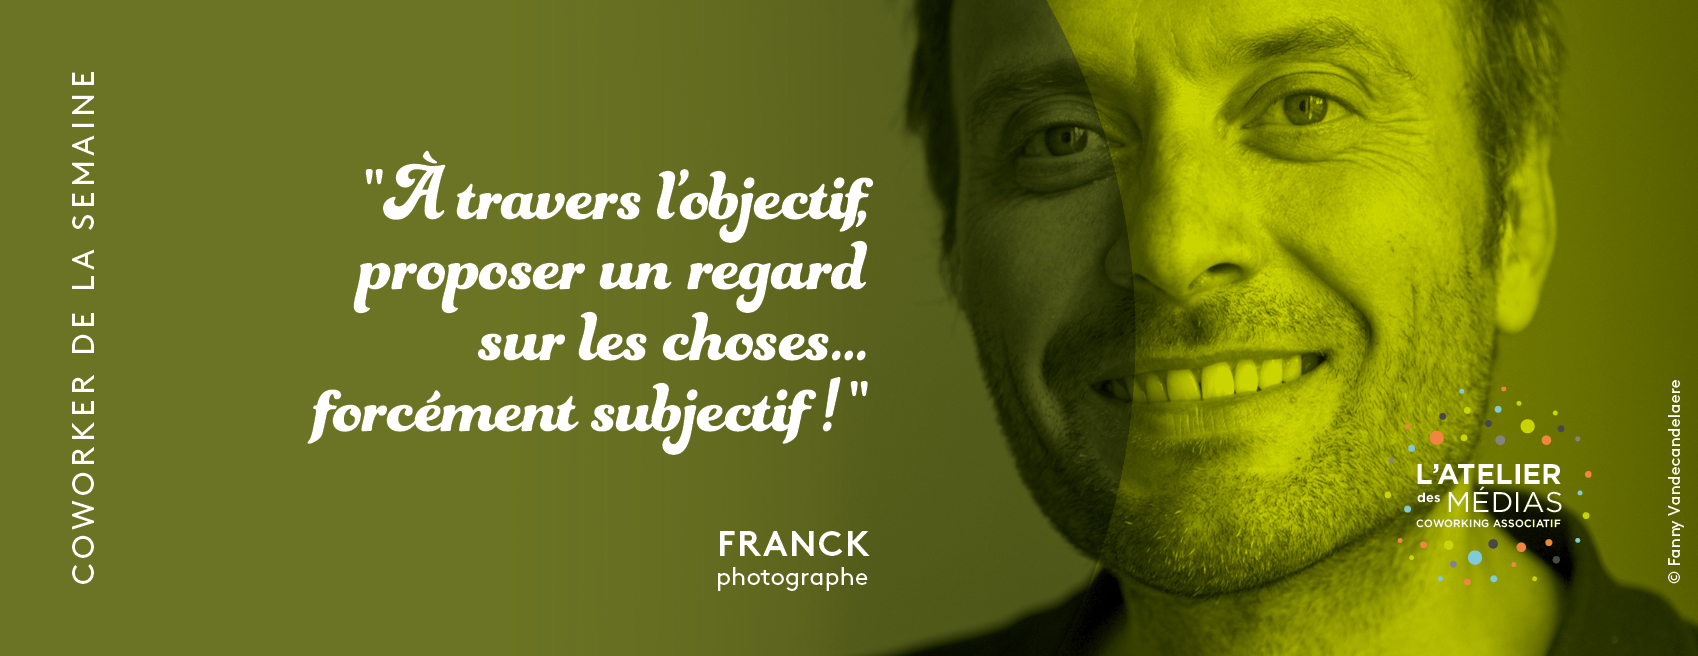 COWORKER DE LA SEMAINE
"À travers l'objectif,
proposer un regard
sur les choses...
forcément subjectif ! "
FRANCK
photographe
L'ATELIER
des MÉDIAS
COWORKING ASSOCIATIF
© Fanny Vandecandelaere